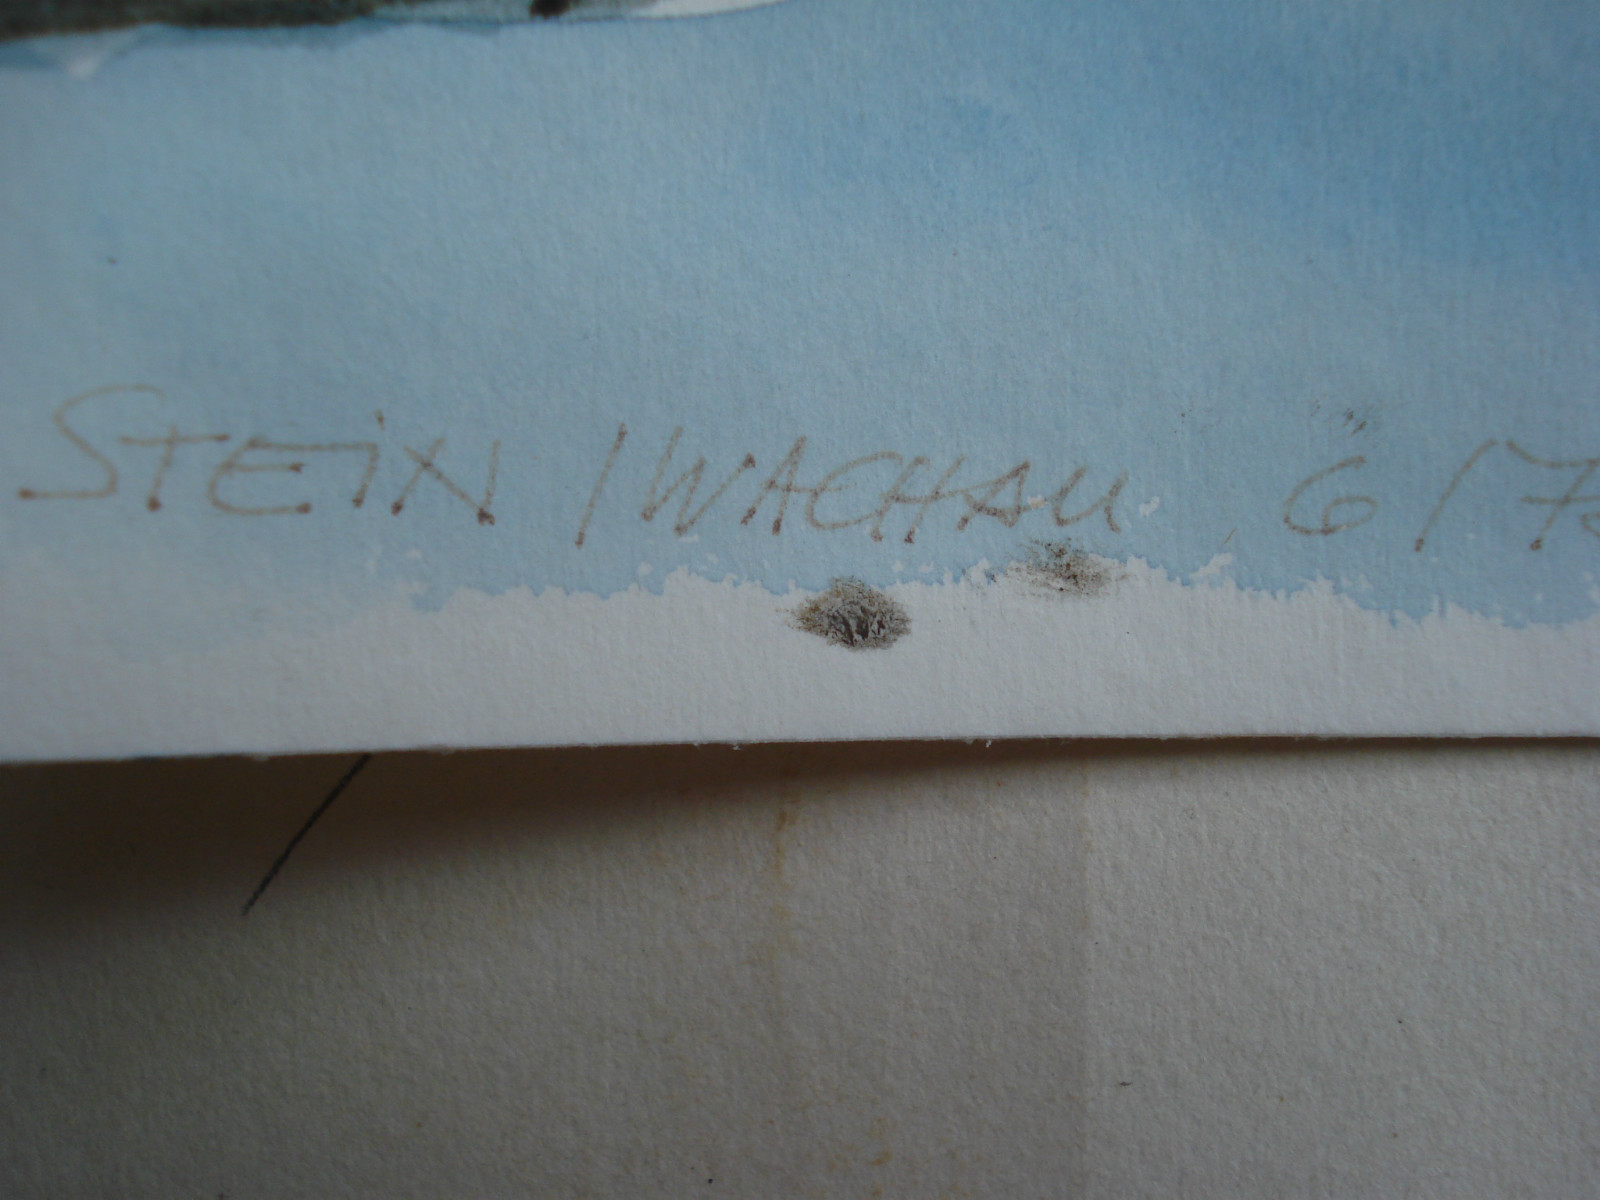 STEiN / WACHAU 6/7